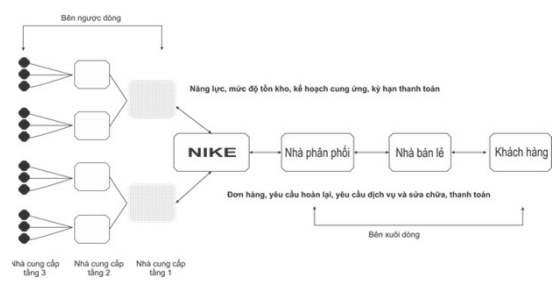 Bên ngược dòng
Năng lực, mức độ tồn kho, kế hoạch cung ứng, kỳ hạn thanh toán
NIKE
Nhà phân phối
Nhà bán lẻ
Khách hàng
Đơn hàng, yêu cầu hoàn lại, yêu cầu dịch vụ và sửa chữa, thanh toán
Bên xuôi dòng
Nhà cung cấp
tầng 3
Nhà cung cấp
tầng 2
Nhà cung cấp
tầng 1